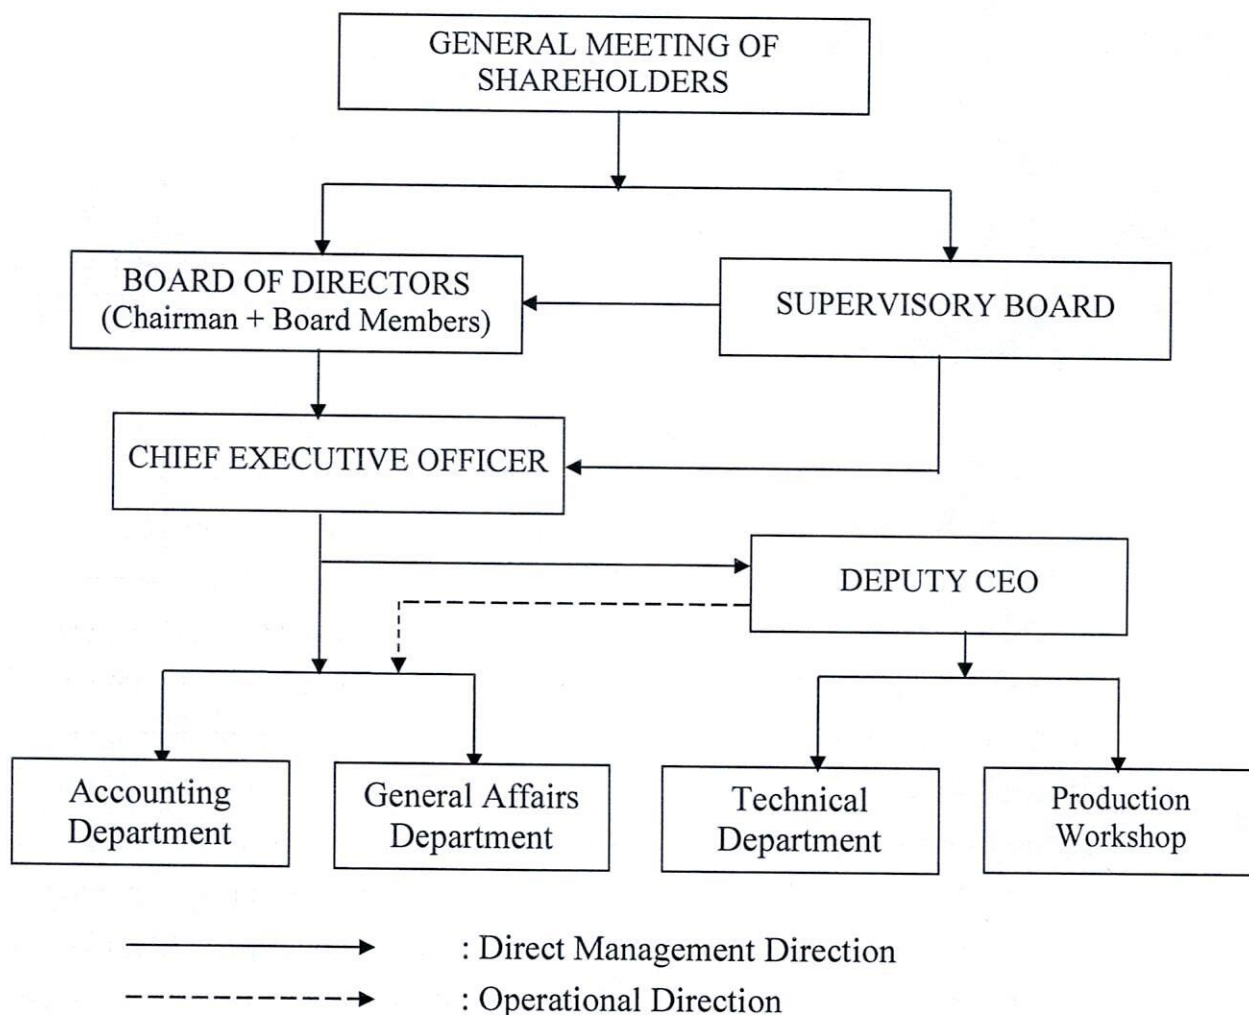 GENERAL MEETING OF
SHAREHOLDERS
BOARD OF DIRECTORS
(Chairman + Board Members)
SUPERVISORY BOARD
CHIEF EXECUTIVE OFFICER
DEPUTY CEO
Accounting
Department
General Affairs
Department
Technical
Department
Production
Workshop
: Direct Management Direction
: Operational Direction